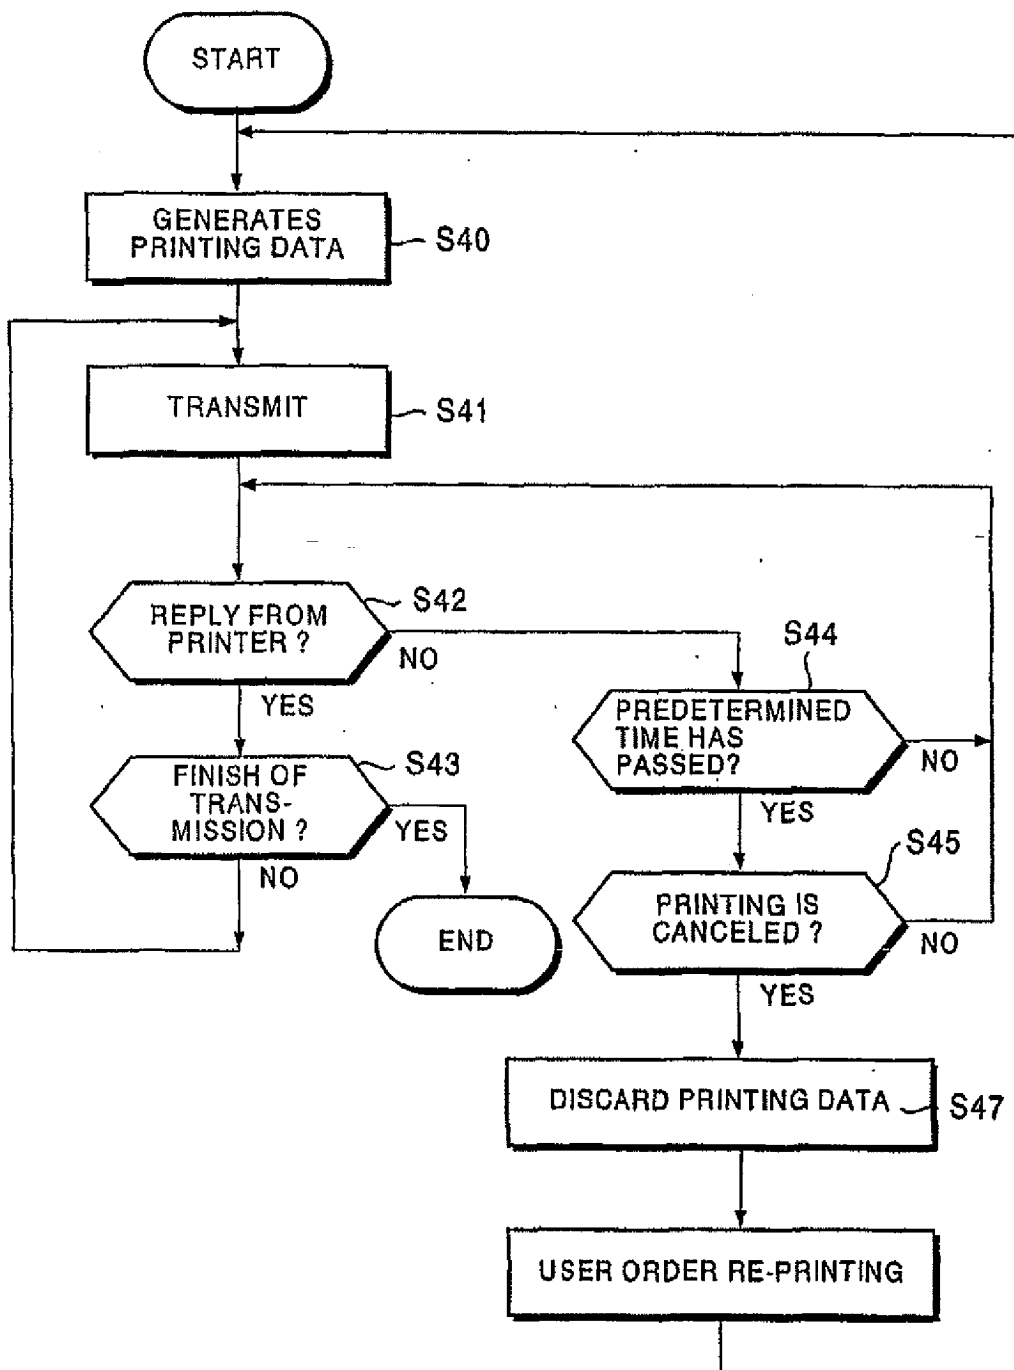 START
GENERATES
PRINTING DATA
S40
TRANSMIT
S41
REPLY FROM
PRINTER ?
S42
NO
YES
S44
PREDETERMINED
TIME HAS
PASSED?
NO
YES
FINISH OF
TRANS-
MISSION ?
S43
YES
NO
END
S45
PRINTING IS
CANCELED ?
NO
YES
DISCARD PRINTING DATA
S47
USER ORDER RE-PRINTING